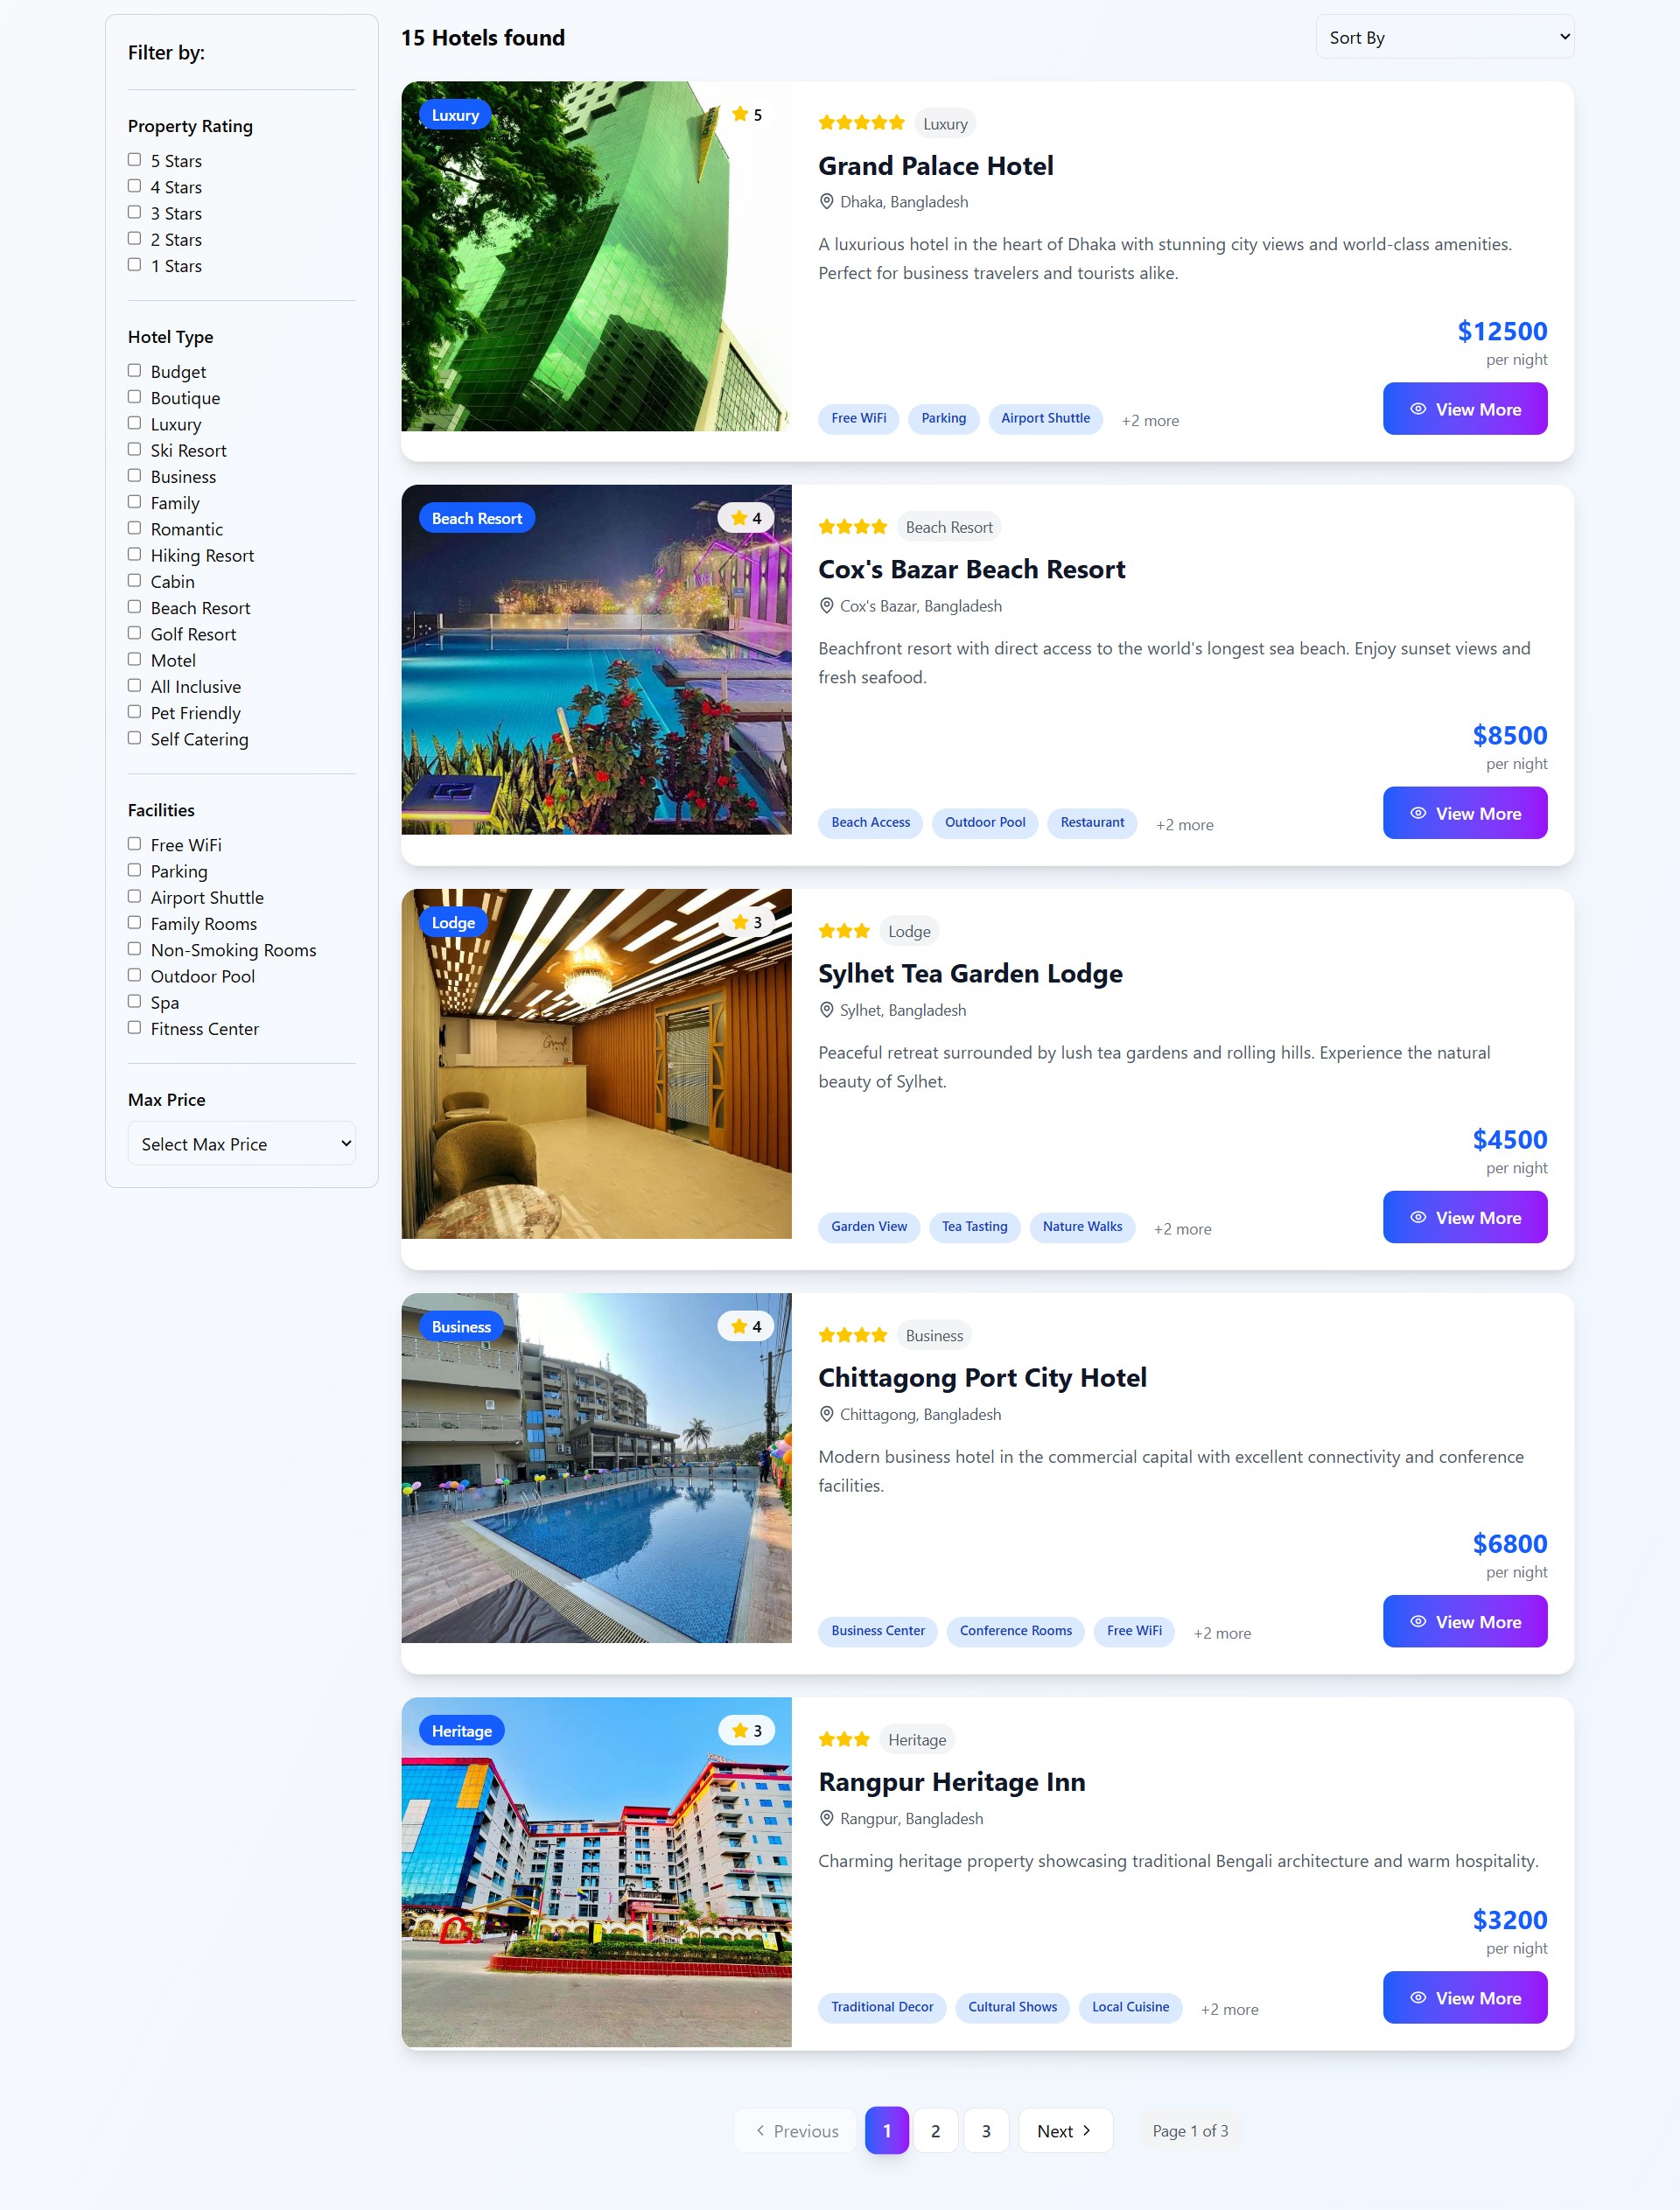 Filter by:
Property Rating
5 Stars
4 Stars
3 Stars
2 Stars
1 Stars
Hotel Type
Budget
Boutique
Luxury
Ski Resort
Business
Family
Romantic
Hiking Resort
Cabin
Beach Resort
Golf Resort
Motel
All Inclusive
Pet Friendly
Self Catering
Facilities
Free WiFi
Parking
Airport Shuttle
Family Rooms
Non-Smoking Rooms
Outdoor Pool
Spa
Fitness Center
Max Price
Select Max Price
15 Hotels found
Sort By
Luxury
5
Luxury
Grand Palace Hotel
Dhaka, Bangladesh
A luxurious hotel in the heart of Dhaka with stunning city views and world-class amenities.
Perfect for business travelers and tourists alike.
$12500
per night
Free WiFi Parking Airport Shuttle +2 more
View More
Beach Resort
4
Beach Resort
Cox's Bazar Beach Resort
Cox's Bazar, Bangladesh
Beachfront resort with direct access to the world's longest sea beach. Enjoy sunset views and
fresh seafood.
$8500
per night
Beach Access Outdoor Pool Restaurant +2 more
View More
Lodge
3
Grand
Lodge
Sylhet Tea Garden Lodge
Sylhet, Bangladesh
Peaceful retreat surrounded by lush tea gardens and rolling hills. Experience the natural
beauty of Sylhet.
$4500
per night
Garden View Tea Tasting Nature Walks +2 more
View More
Business
4
Business
Chittagong Port City Hotel
Chittagong, Bangladesh
Modern business hotel in the commercial capital with excellent connectivity and conference
facilities.
$6800
per night
Business Center Conference Rooms Free WiFi +2 more
View More
Heritage
3
Heritage
Rangpur Heritage Inn
Rangpur, Bangladesh
Charming heritage property showcasing traditional Bengali architecture and warm hospitality.
$3200
per night
Traditional Decor Cultural Shows Local Cuisine +2 more
View More
Previous 1 2 3 Next Page 1 of 3